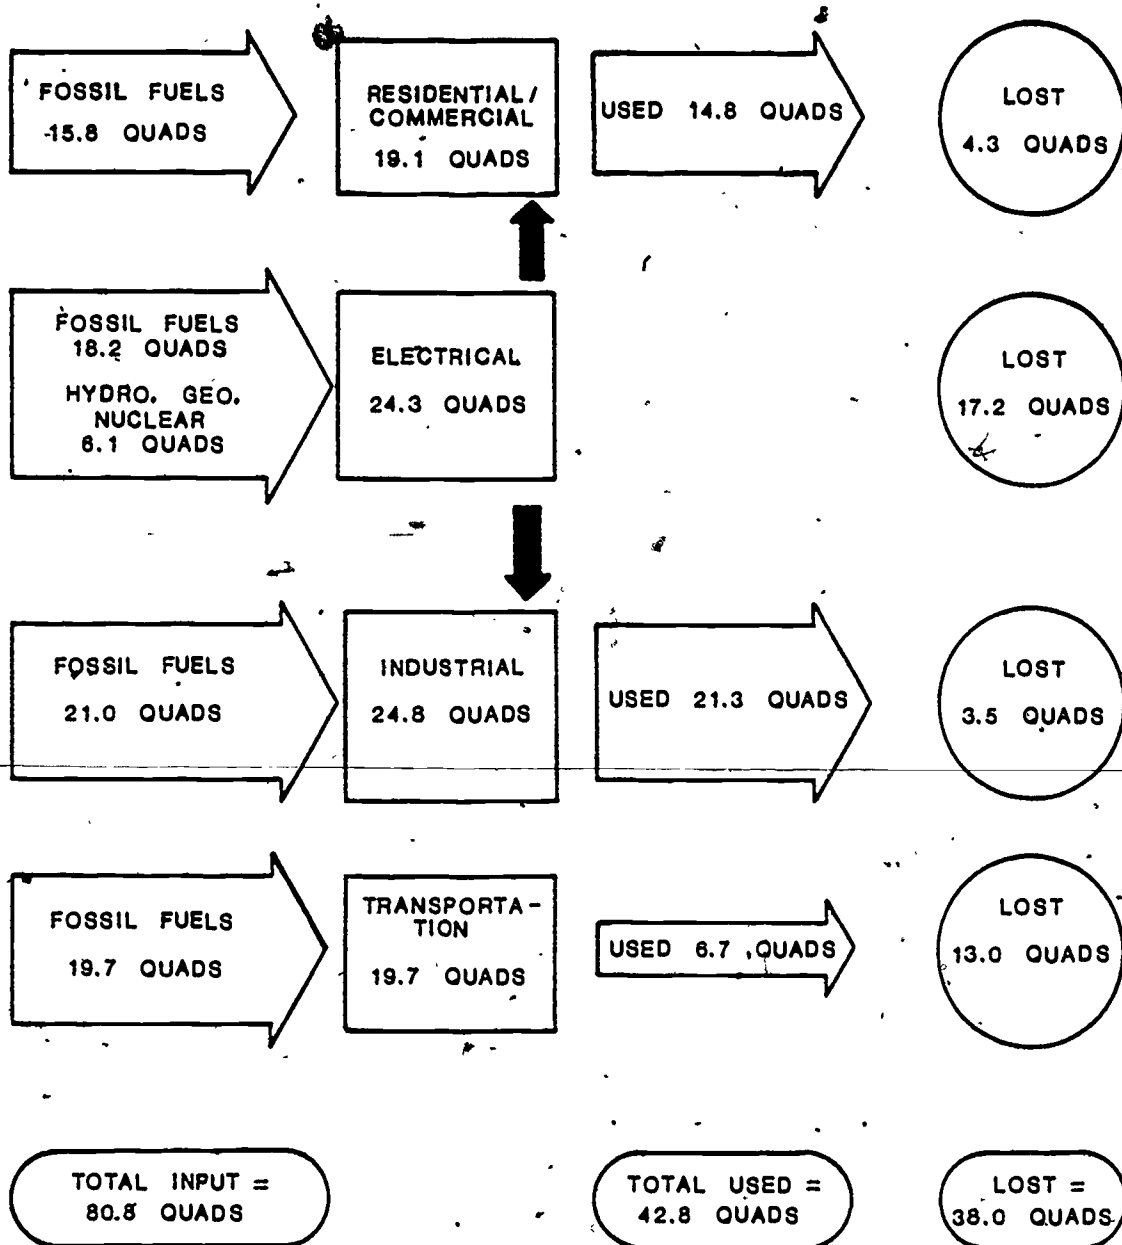 FOSSIL FUELS
15.8 QUADS
RESIDENTIAL/
COMMERCIAL
19.1 QUADS
USED 14.8 QUADS
LOST
4.3 QUADS
FOSSIL FUELS
18.2 QUADS
HYDRO. GEO.
NUCLEAR
6.1 QUADS
ELECTRICAL
24.3 QUADS
LOST
17.2 QUADS
FOSSIL FUELS
21.0 QUADS
INDUSTRIAL
24.8 QUADS
USED 21.3 QUADS
LOST
3.5 QUADS
FOSSIL FUELS
19.7 QUADS
TRANSPORTA-
TION
19.7 QUADS
USED 6.7 QUADS
LOST
13.0 QUADS
TOTAL INPUT =
80.8 QUADS
TOTAL USED =
42.8 QUADS
LOST =
38.0 QUADS